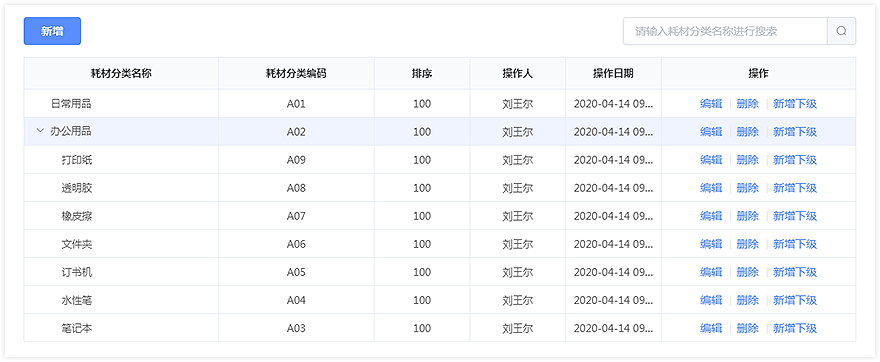 新增 请输入耗材分类名称进行搜索
耗材分类名称 耗材分类编码 排序 操作人 操作日期 操作
日常用品 A01 100 刘王尔 2020-04-14 09... 编辑 删除 新增下级
办公用品 A02 100 刘王尔 2020-04-14 09... 编辑 删除 新增下级
打印纸 A09 100 刘王尔 2020-04-14 09... 编辑 删除 新增下级
透明胶 A08 100 刘王尔 2020-04-14 09... 编辑 删除 新增下级
橡皮擦 A07 100 刘王尔 2020-04-14 09... 编辑 删除 新增下级
文件夹 A06 100 刘王尔 2020-04-14 09... 编辑 删除 新增下级
订书机 A05 100 刘王尔 2020-04-14 09... 编辑 删除 新增下级
水性笔 A04 100 刘王尔 2020-04-14 09... 编辑 删除 新增下级
笔记本 A03 100 刘王尔 2020-04-14 09... 编辑 删除 新增下级